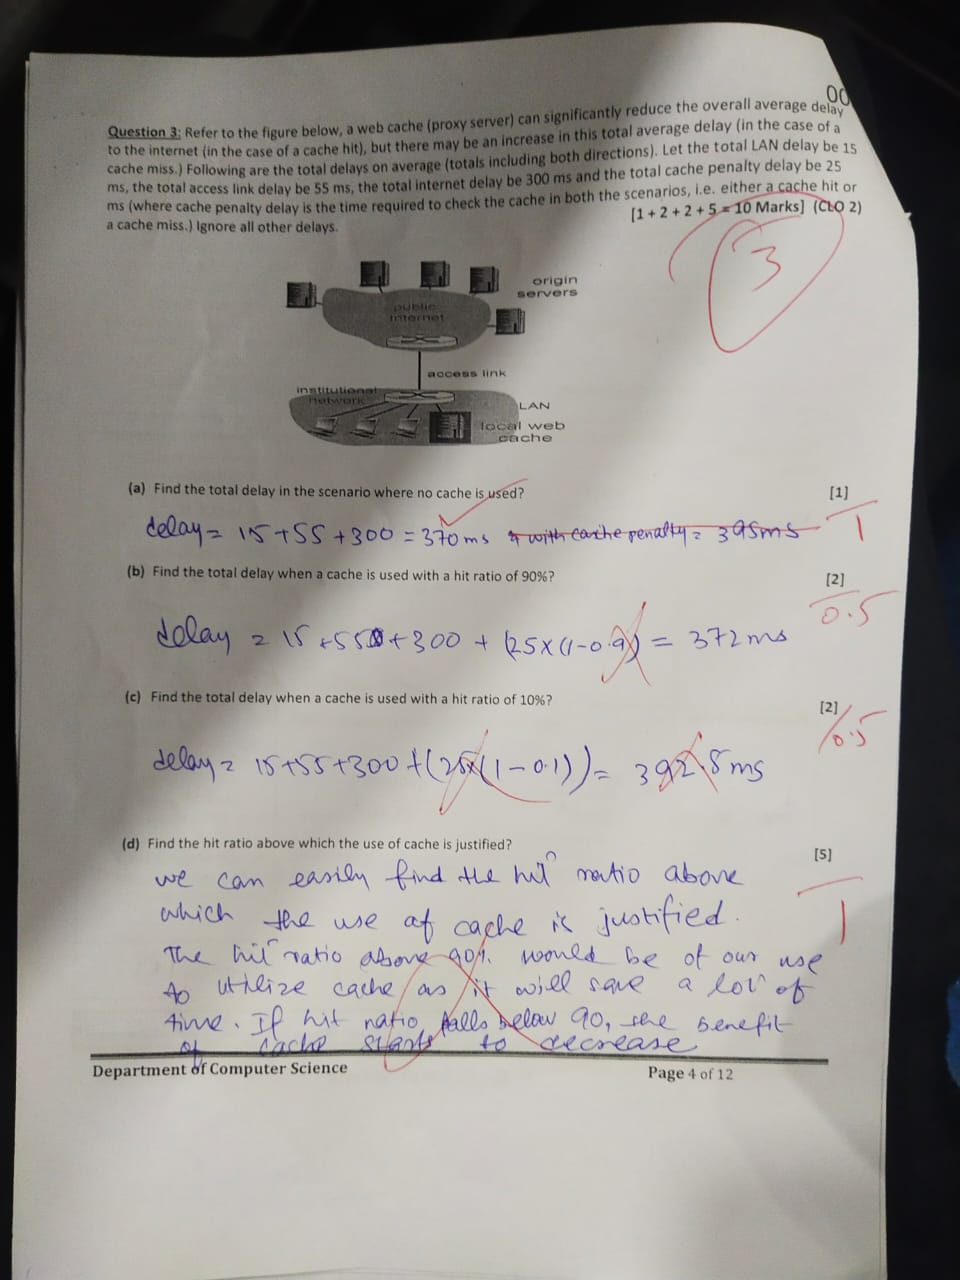 00
Question 3: Refer to the figure below, a web cache (proxy server) can significantly reduce the overall average delay
to the internet (in the case of a cache hit), but there may be an increase in this total average delay (in the case of a
cache miss.) Following are the total delays on average (totals including both directions). Let the total LAN delay be 15
ms, the total access link delay be 55 ms, the total internet delay be 300 ms and the total cache penalty delay be 25
ms (where cache penalty delay is the time required to check the cache in both the scenarios, i.e. either a cache hit or
a cache miss.) Ignore all other delays.
[1 + 2 + 2 + 5 = 10 Marks] (CLO 2)
3
origin
servers
public
internet
access link
institutional
network
LAN
local web
cache
(a) Find the total delay in the scenario where no cache is used? [1]
delay = 15 +55 +300 = 370 ms with cache penalty = 395ms 1
(b) Find the total delay when a cache is used with a hit ratio of 90%? [2]
0.5
delay = 15 +55 +300 + (25x(1-0.9)) = 372 ms
(c) Find the total delay when a cache is used with a hit ratio of 10%? [2]
0.5
delay = 15+55+300+(25x(1-0.1)) = 392.5ms
(d) Find the hit ratio above which the use of cache is justified? [5]
we can easily find the hit ratio above
which the use of cache is justified. 1
The hit ratio above 90% would be of our use
to utilize cache as it will save a lot of
time. If hit ratio falls below 90, the benefit
of cache starts to decrease
Department of Computer Science Page 4 of 12